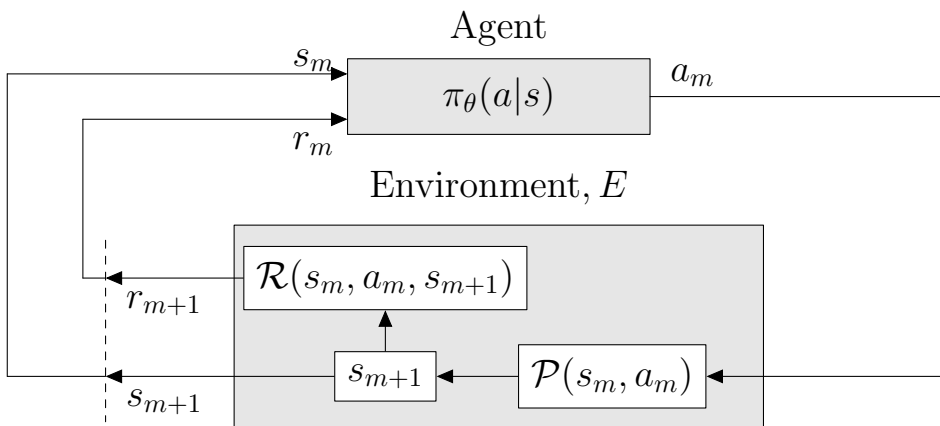 Agent
s_m
π_θ(a|s)
a_m
r_m
Environment, E
R(s_m, a_m, s_{m+1})
r_{m+1}
s_{m+1}
P(s_m, a_m)
s_{m+1}